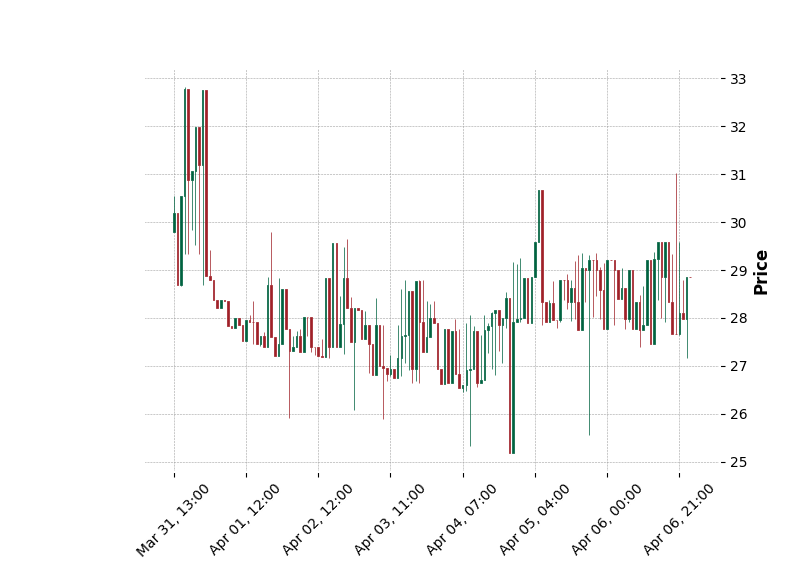 33
32
31
30
29
28
27
26
25
Price
Mar 31, 13:00
Apr 01, 12:00
Apr 02, 12:00
Apr 03, 11:00
Apr 04, 07:00
Apr 05, 04:00
Apr 06, 00:00
Apr 06, 21:00